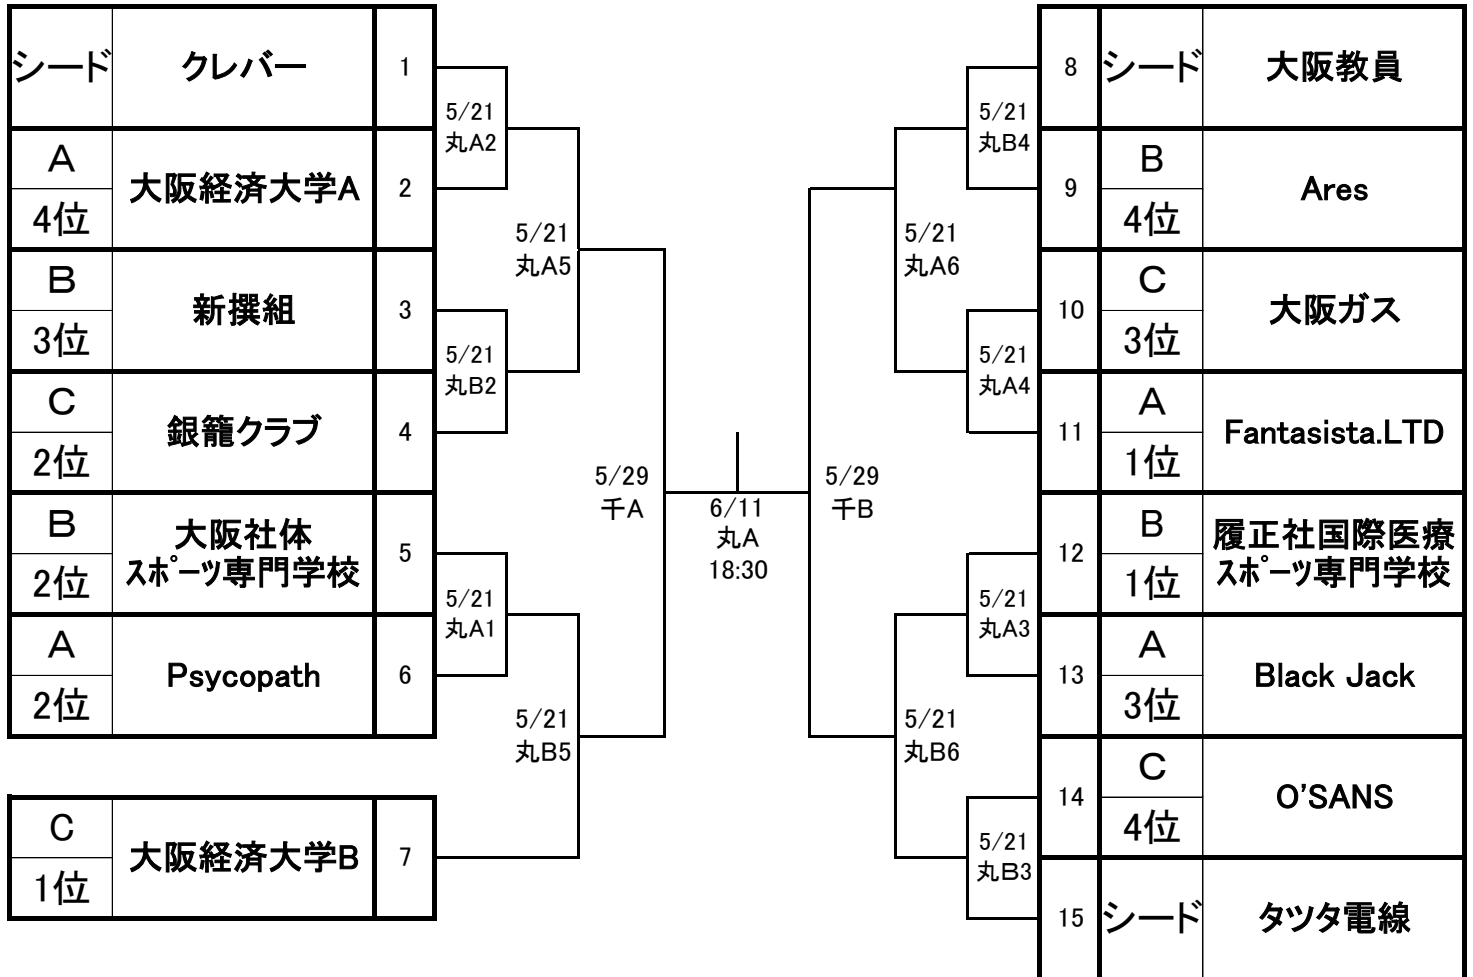 シード クレバー 1
A 4位 大阪経済大学A 2
B 3位 新撰組 3
C 2位 銀籠クラブ 4
B 2位 大阪社体
スポーツ専門学校 5
A 2位 Psycopath 6
C 1位 大阪経済大学B 7
5/21
丸A2
5/21
丸B2
5/21
丸A1
5/21
丸A5
5/21
丸B5
5/29
千A
6/11
丸A
18:30
5/29
千B
5/21
丸A6
5/21
丸B6
5/21
丸B4
5/21
丸A4
5/21
丸A3
5/21
丸B3
8 シード 大阪教員
9 B 4位 Ares
10 C 3位 大阪ガス
11 A 1位 Fantasista.LTD
12 B 1位 履正社国際医療
スポーツ専門学校
13 A 3位 Black Jack
14 C 4位 O'SANS
15 シード タツタ電線